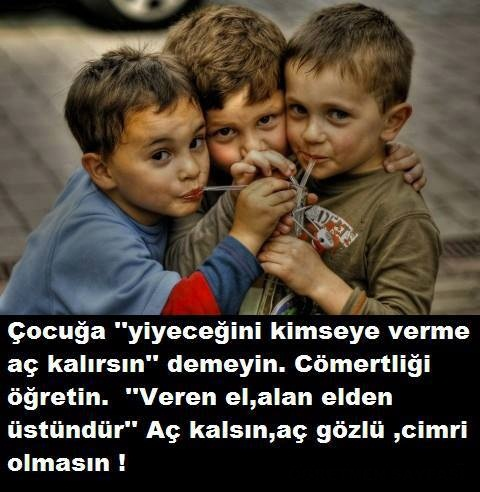 Çocuğa ''yiyeceğini kimseye verme
aç kalırsın'' demeyin. Cömertliği
öğretin.  ''Veren el,alan elden
üstündür'' Aç kalsın,aç gözlü ,cimri
olmasın !